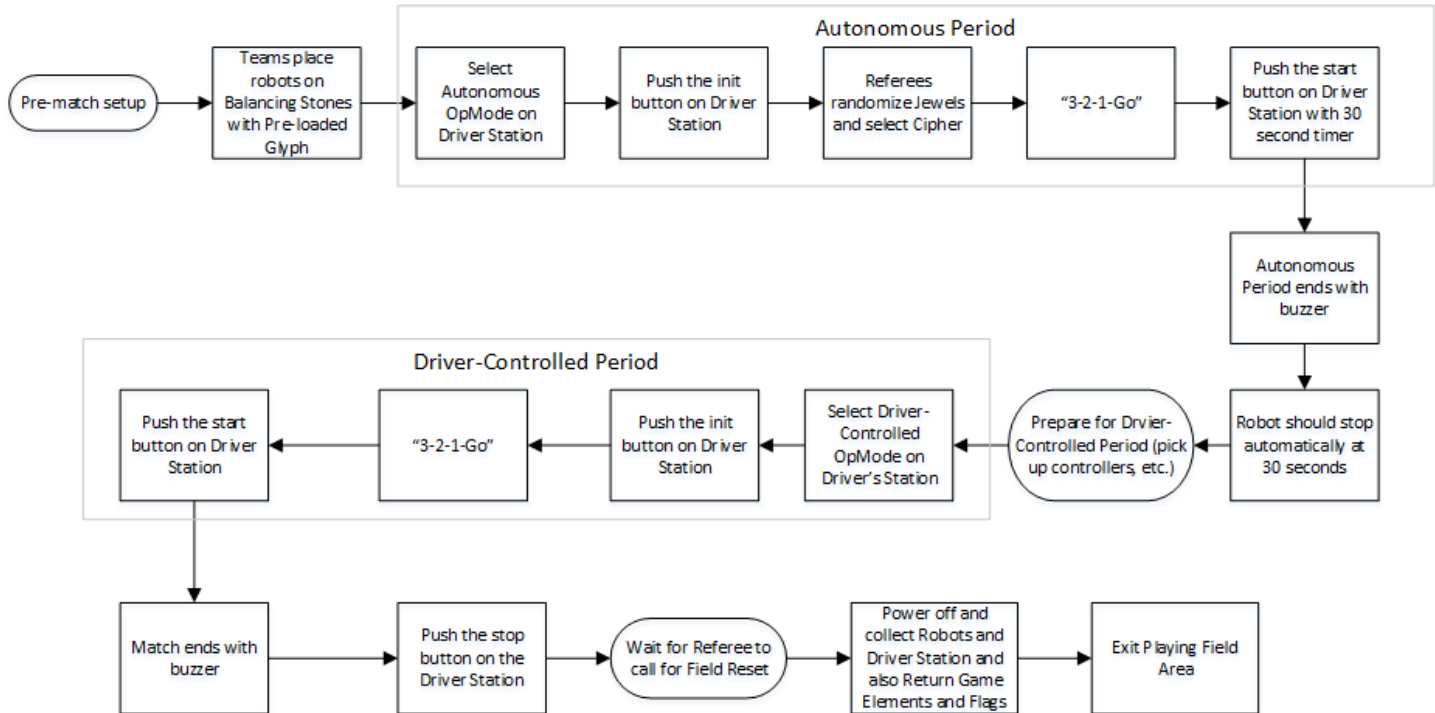 Autonomous Period
Pre-match setup
Teams place
robots on
Balancing Stones
with Pre-loaded
Glyph
Select
Autonomous
OpMode on
Driver Station
Push the init
button on Driver
Station
Referees
randomize Jewels
and select Cipher
“3-2-1-Go”
Push the start
button on Driver
Station with 30
second timer
Autonomous
Period ends with
buzzer
Robot should stop
automatically at
30 seconds
Prepare for Drvier-
Controlled Period (pick
up controllers, etc.)
Driver-Controlled Period
Select Driver-
Controlled
OpMode on
Driver’s Station
Push the init
button on Driver
Station
“3-2-1-Go”
Push the start
button on Driver
Station
Match ends with
buzzer
Push the stop
button on the
Driver Station
Wait for Referee to
call for Field Reset
Power off and
collect Robots and
Driver Station and
also Return Game
Elements and Flags
Exit Playing Field
Area